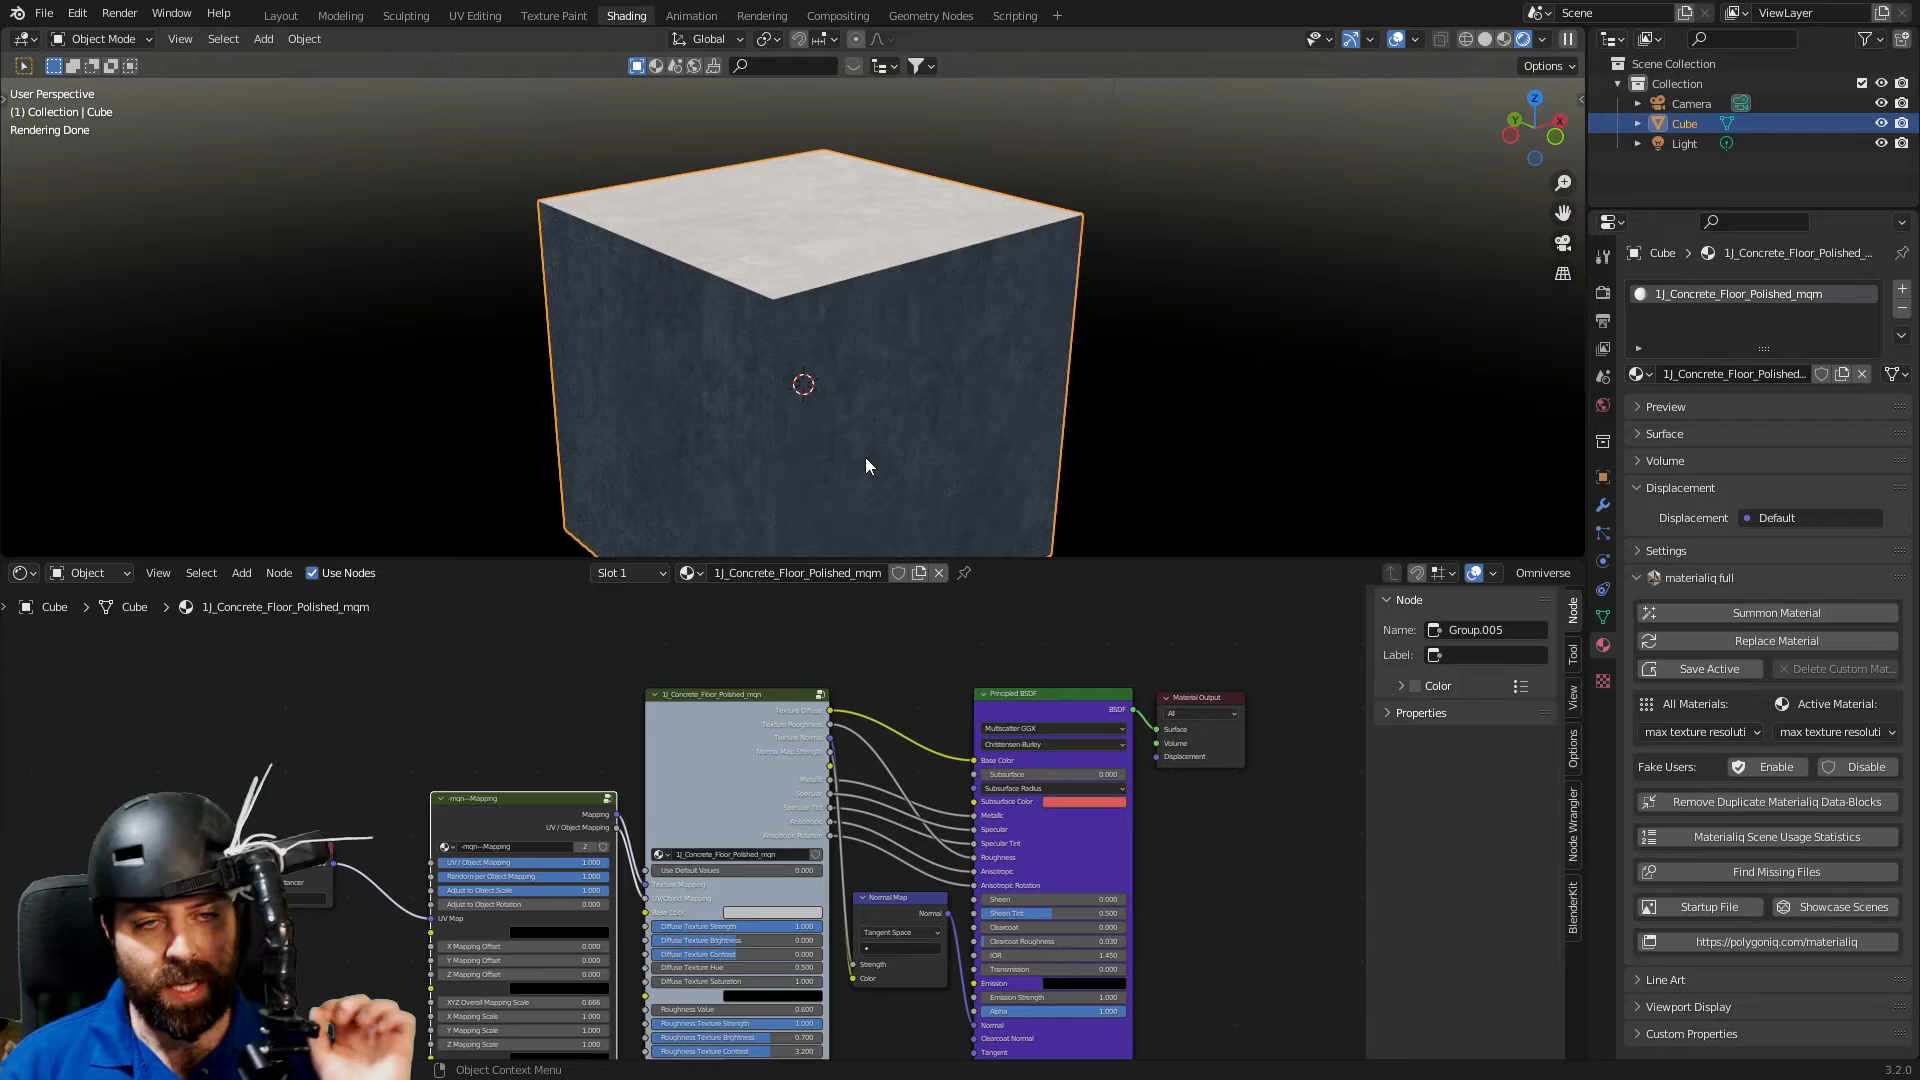 File Edit Render Window Help Layout Modeling Sculpting UV Editing Texture Paint Shading Animation Rendering Compositing Geometry Nodes Scripting + Scene ViewLayer
Object Mode View Select Add Object Global
Options
User Perspective
(1) Collection | Cube
Rendering Done
Z
Y
X
Scene Collection
Collection
Camera
Cube
Light
Cube > 1J_Concrete_Floor_Polished_...
1J_Concrete_Floor_Polished_mqm
1J_Concrete_Floor_Polished...
Preview
Surface
Volume
Displacement
Displacement Default
Settings
materialiq full
Summon Material
Replace Material
Save Active Delete Custom Mat...
All Materials: Active Material:
max texture resoluti max texture resoluti
Fake Users: Enable Disable
Remove Duplicate Materialiq Data-Blocks
Materialiq Scene Usage Statistics
Find Missing Files
Startup File Showcase Scenes
https://polygoniq.com/materialiq
Line Art
Viewport Display
Custom Properties
Object View Select Add Node Use Nodes Slot 1 1J_Concrete_Floor_Polished_mqm Omniverse
Cube > Cube > 1J_Concrete_Floor_Polished_mqm
Node
Name: Group.005
Label:
Color
Properties
Node
Tool
View
Options
Node Wrangler
BlenderKit
-mqn--Mapping
Mapping
UV / Object Mapping
-mqn--Mapping 2
UV / Object Mapping 1.000
Random per Object Mapping 1.000
Adjust to Object Scale 1.000
Adjust to Object Rotation 0.000
UV Map
X Mapping Offset 0.000
Y Mapping Offset 0.000
Z Mapping Offset 0.000
XYZ Overall Mapping Scale 0.666
X Mapping Scale 1.000
Y Mapping Scale 1.000
Z Mapping Scale 1.000
1J_Concrete_Floor_Polished_mqn
Texture Diffuse
Texture Roughness
Texture Normal
Normal Map Strength
Metallic
Specular
Specular Tint
Anisotropic
Anisotropic Rotation
1J_Concrete_Floor_Polished_mqn
Use Default Values 0.000
Texture Mapping
UV/Object Mapping
Base Color
Diffuse Texture Strength 1.000
Diffuse Texture Brightness 0.000
Diffuse Texture Contrast 0.000
Diffuse Texture Hue 0.500
Diffuse Texture Saturation 1.000
Roughness Value 0.600
Roughness Texture Strength 1.000
Roughness Texture Brightness 0.700
Roughness Texture Contrast 3.200
Normal Map
Normal
Tangent Space
Strength
Color
Principled BSDF
BSDF
Multiscatter GGX
Christensen-Burley
Base Color
Subsurface 0.000
Subsurface Radius
Subsurface Color
Metallic
Specular
Specular Tint
Roughness
Anisotropic
Anisotropic Rotation
Sheen 0.000
Sheen Tint 0.500
Clearcoat 0.000
Clearcoat Roughness 0.030
IOR 1.450
Transmission 0.000
Emission
Emission Strength 1.000
Alpha 1.000
Normal
Clearcoat Normal
Tangent
Material Output
All
Surface
Volume
Displacement
Object Context Menu
3.2.0